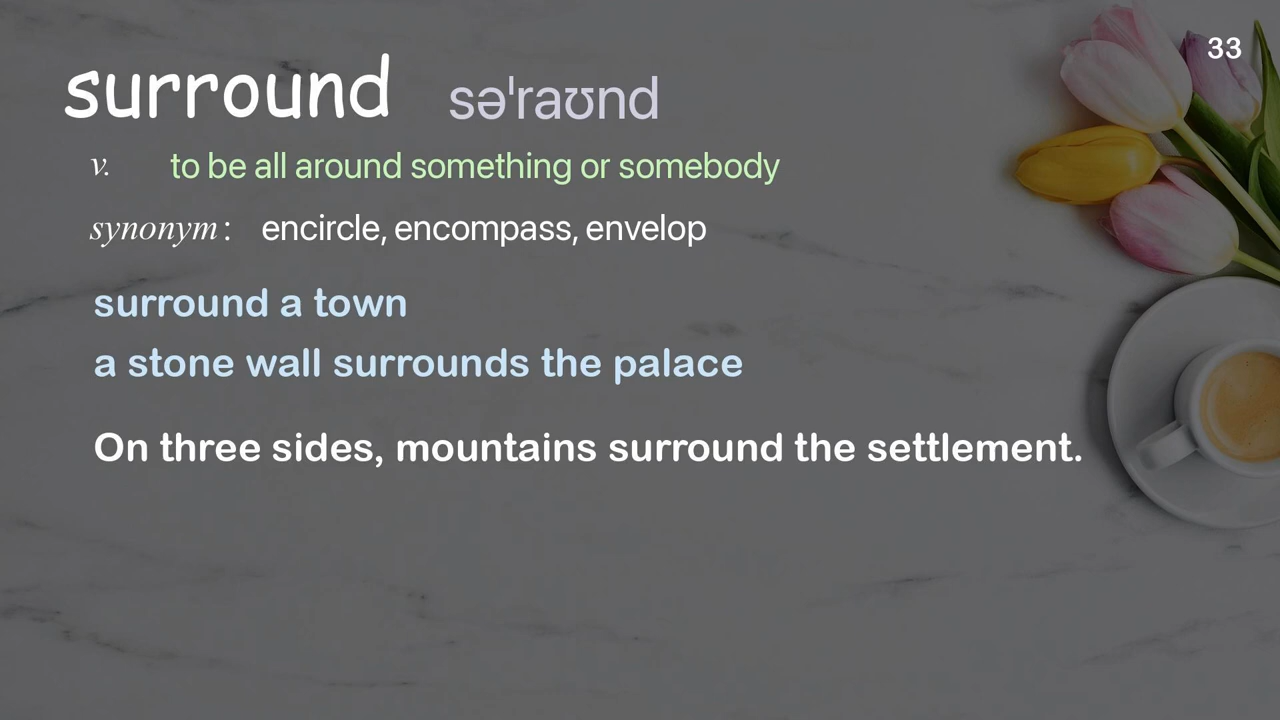 33
surround səˈraʊnd
v. to be all around something or somebody
synonym : encircle, encompass, envelop
surround a town
a stone wall surrounds the palace
On three sides, mountains surround the settlement.